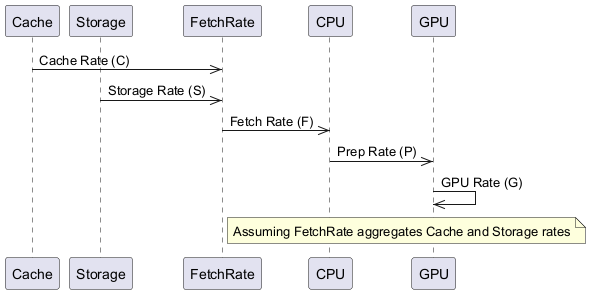 Cache Storage FetchRate CPU GPU
Cache Rate (C)
Storage Rate (S)
Fetch Rate (F)
Prep Rate (P)
GPU Rate (G)
Assuming FetchRate aggregates Cache and Storage rates
Cache Storage FetchRate CPU GPU